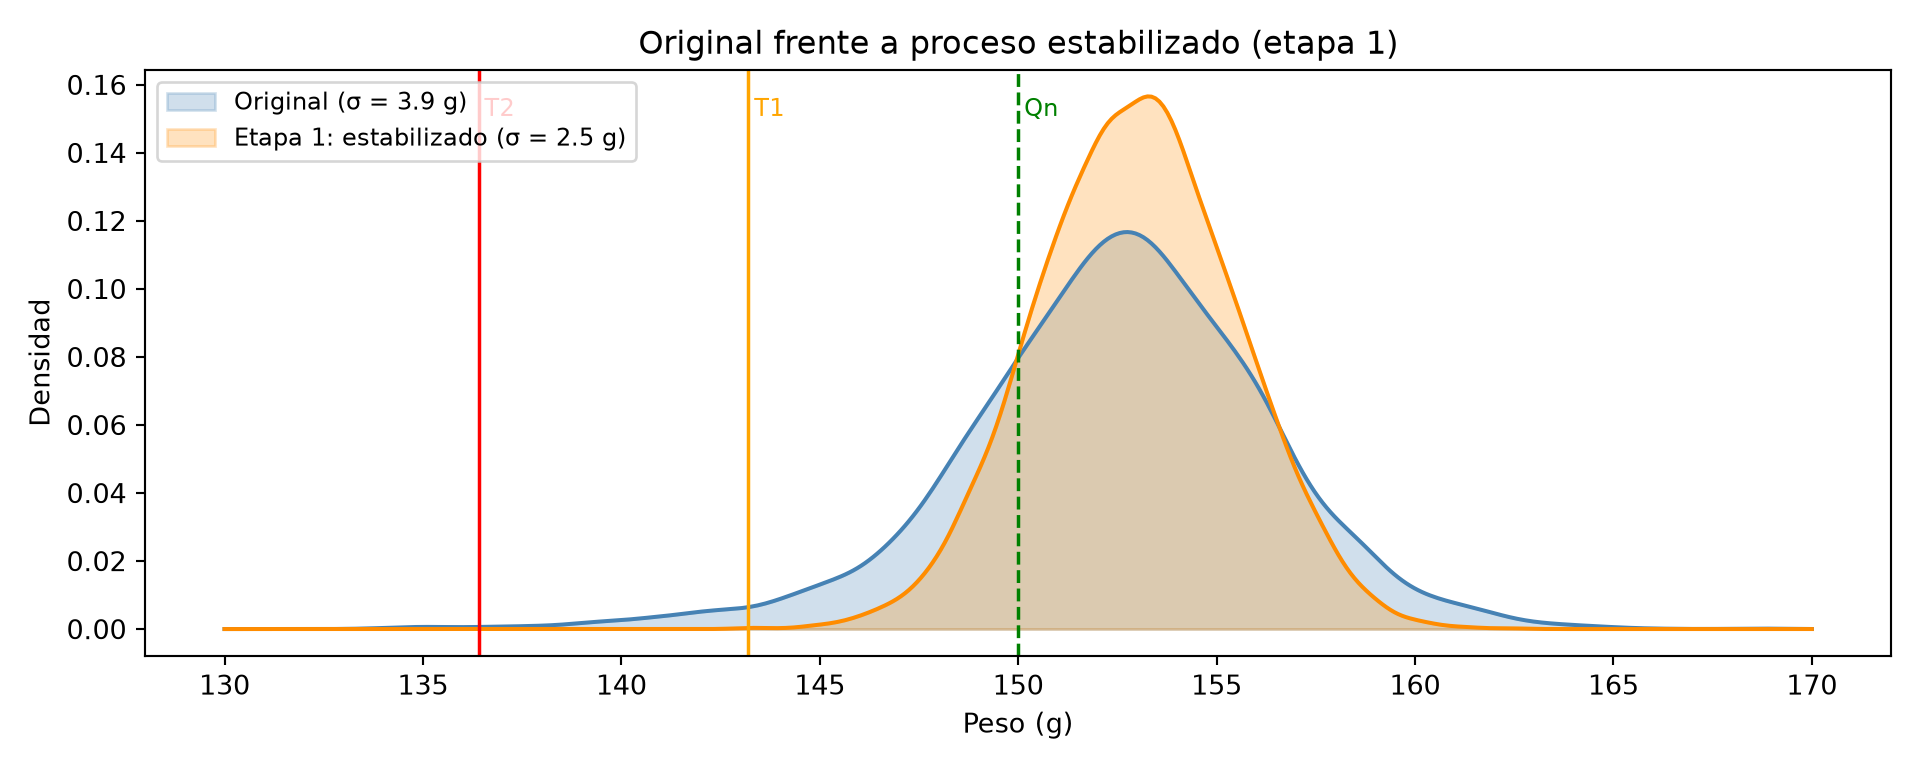 Original frente a proceso estabilizado (etapa 1)
Original (σ = 3.9 g)
Etapa 1: estabilizado (σ = 2.5 g)
T2
T1
Qn
Densidad
0.16
0.14
0.12
0.10
0.08
0.06
0.04
0.02
0.00
130 135 140 145 150 155 160 165 170
Peso (g)